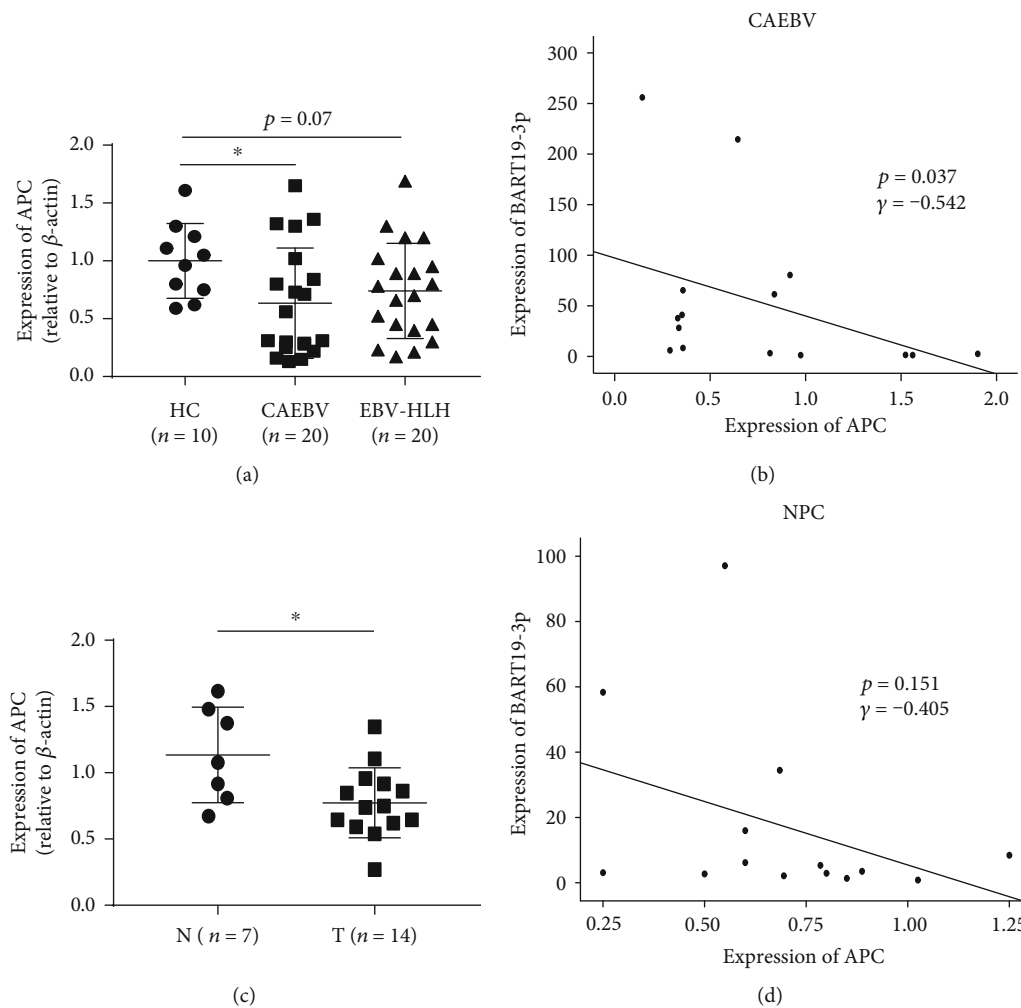 p = 0.07
*
2.0
1.5
1.0
0.5
0.0
Expression of APC
(relative to β-actin)
HC
(n = 10)
CAEBV
(n = 20)
EBV-HLH
(n = 20)
(a)
CAEBV
300
250
200
150
100
50
0
Expression of BART19-3p
p = 0.037
γ = −0.542
0.0 0.5 1.0 1.5 2.0
Expression of APC
(b)
*
2.0
1.5
1.0
0.5
0.0
Expression of APC
(relative to β-actin)
N ( n = 7)
T (n = 14)
(c)
NPC
100
80
60
40
20
0
Expression of BART19-3p
p = 0.151
γ = −0.405
0.25 0.50 0.75 1.00 1.25
Expression of APC
(d)